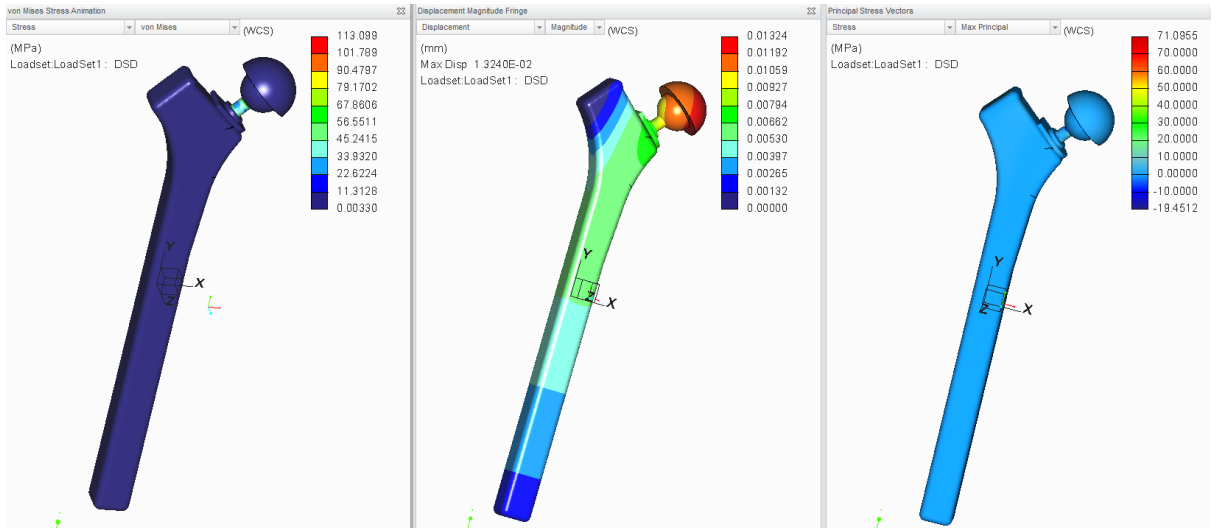 von Mises Stress Animation
Stress von Mises (WCS)
(MPa)
Loadset:LoadSet1 : DSD
113.099
101.789
90.4797
79.1702
67.8606
56.5511
45.2415
33.9320
22.6224
11.3128
0.00330
Y
X
Z
Displacement Magnitude Fringe
Displacement Magnitude (WCS)
(mm)
Max Disp 1.3240E-02
Loadset:LoadSet1 : DSD
0.01324
0.01192
0.01059
0.00927
0.00794
0.00662
0.00530
0.00397
0.00265
0.00132
0.00000
Y
Z
X
Principal Stress Vectors
Stress Max Principal (WCS)
(MPa)
Loadset:LoadSet1 : DSD
71.0955
70.0000
60.0000
50.0000
40.0000
30.0000
20.0000
10.0000
0.00000
-10.0000
-19.4512
Y
Z
X